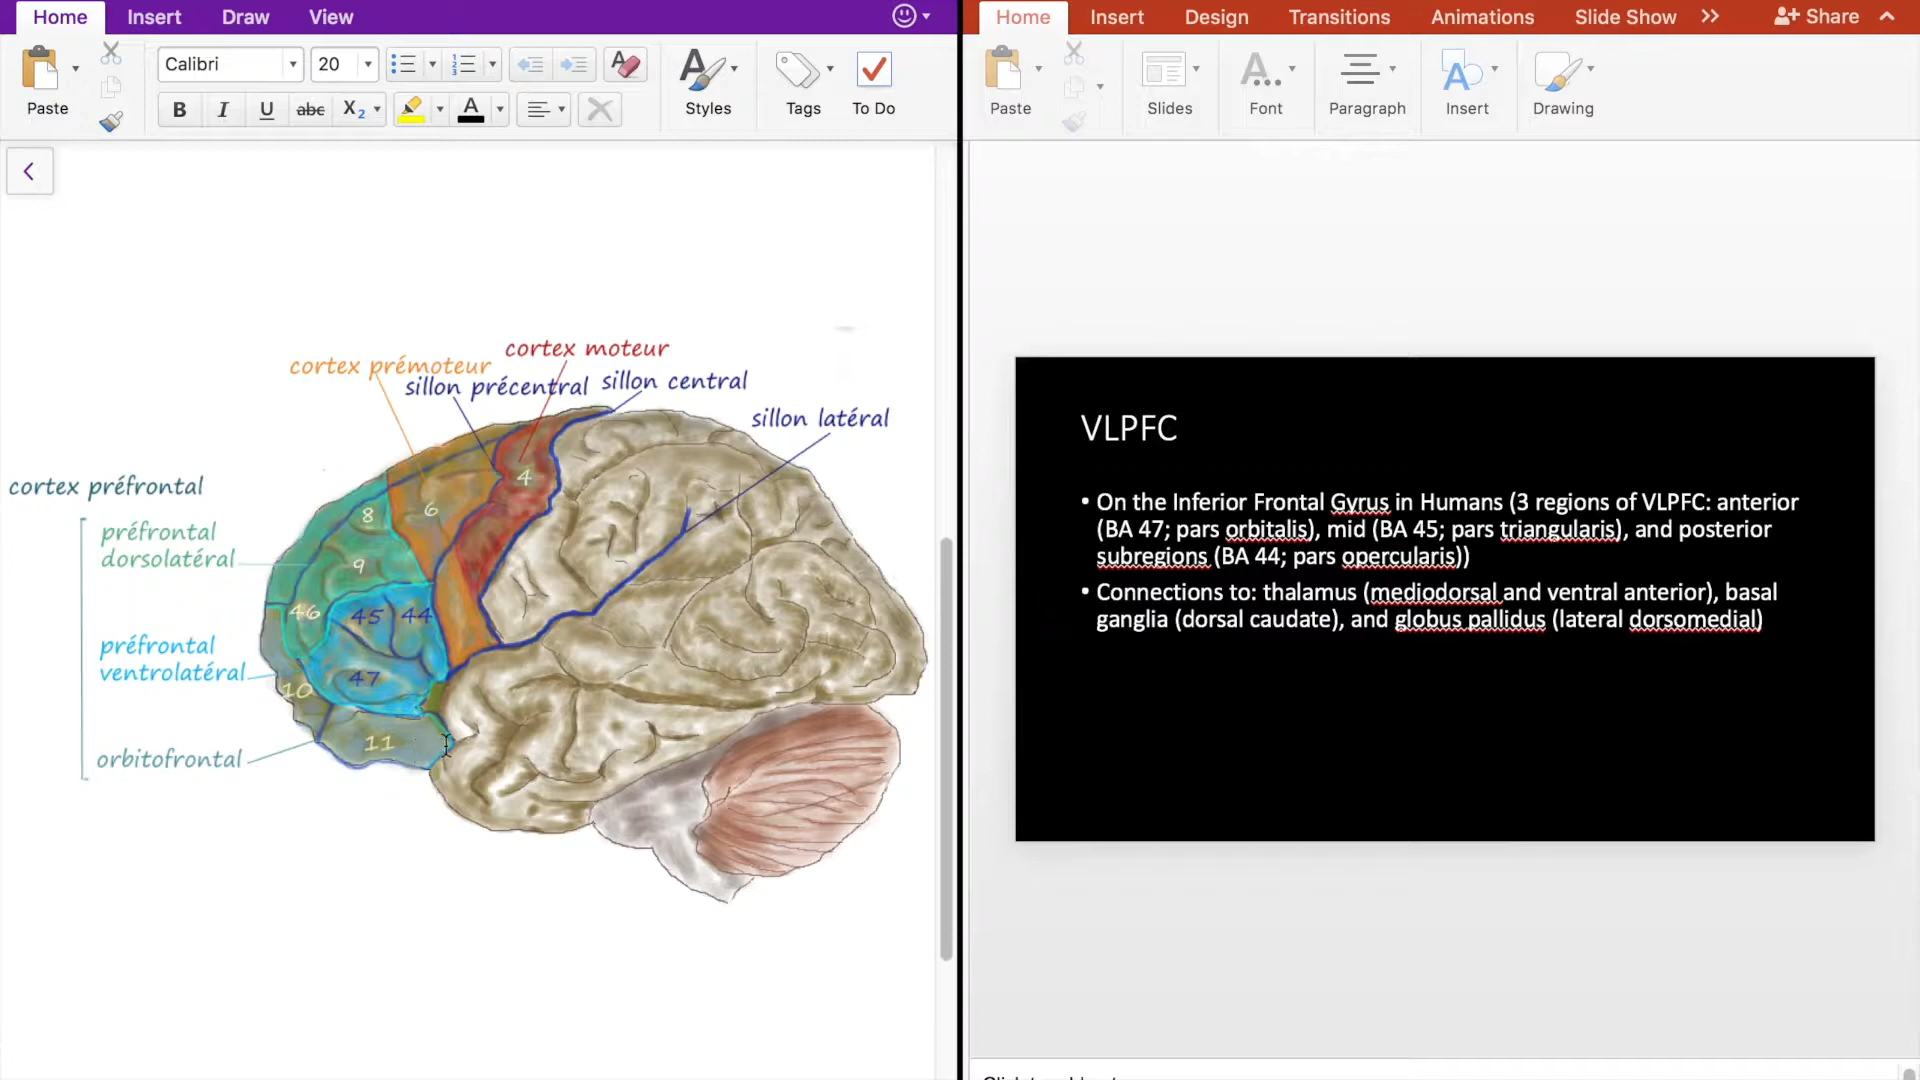 Home Insert Draw View
Calibri 20
Paste
B I U abc X2 A
Styles Tags To Do
Home Insert Design Transitions Animations Slide Show Share
Paste Slides Font Paragraph Insert Drawing
cortex moteur
cortex prémoteur
sillon précentral sillon central
sillon latéral
cortex préfrontal
préfrontal
dorsolatéral
préfrontal
ventrolatéral
orbitofrontal
4
6
8
9
46
45
44
47
10
11
VLPFC
• On the Inferior Frontal Gyrus in Humans (3 regions of VLPFC: anterior
(BA 47; pars orbitalis), mid (BA 45; pars triangularis), and posterior
subregions (BA 44; pars opercularis))
• Connections to: thalamus (mediodorsal and ventral anterior), basal
ganglia (dorsal caudate), and globus pallidus (lateral dorsomedial)